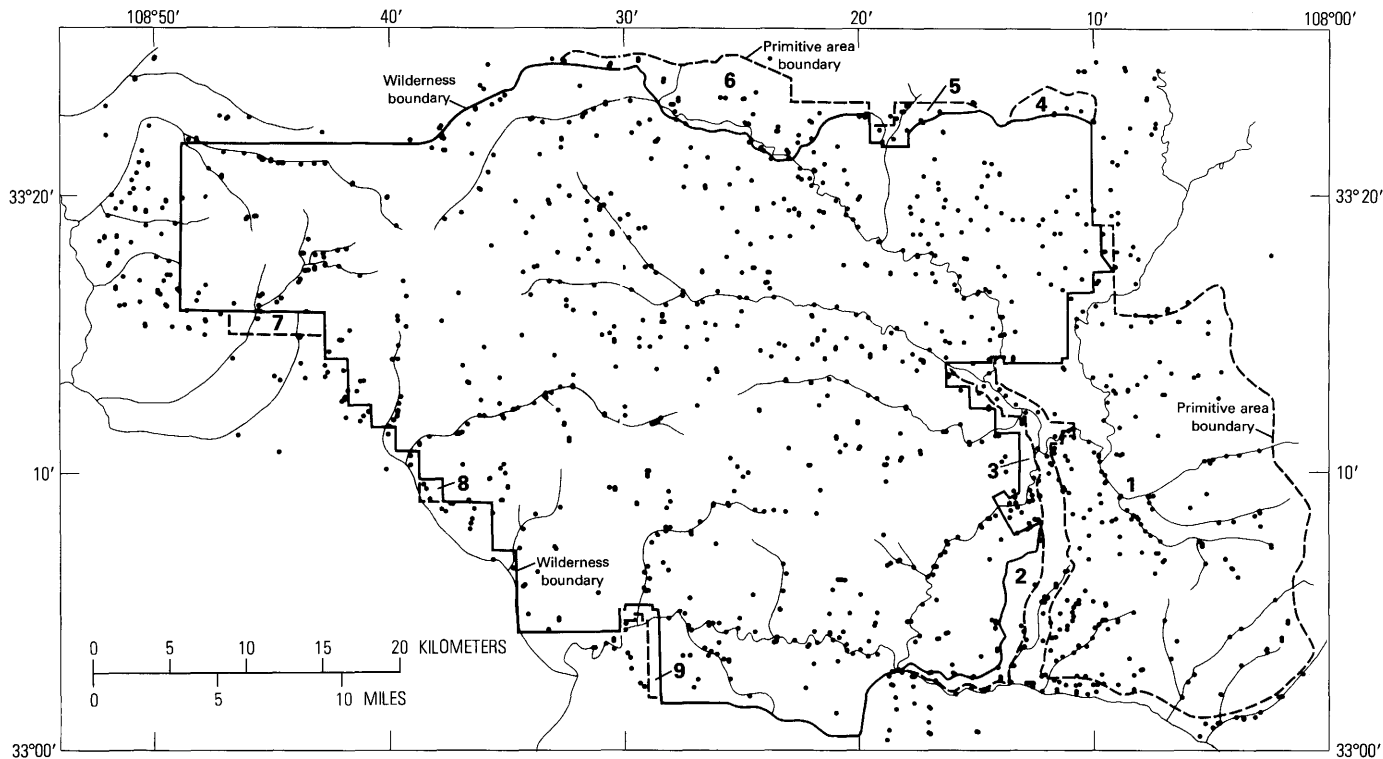 108°50′ 40′ 30′ 20′ 10′ 108°00′
Primitive area
boundary
6
Wilderness
boundary
5
4
33°20′ 33°20′
7
Primitive area
boundary
10′ 10′
3
1
8
Wilderness
boundary
2
0 5 10 15 20 KILOMETERS
9
0 5 10 MILES
33°00′ 33°00′